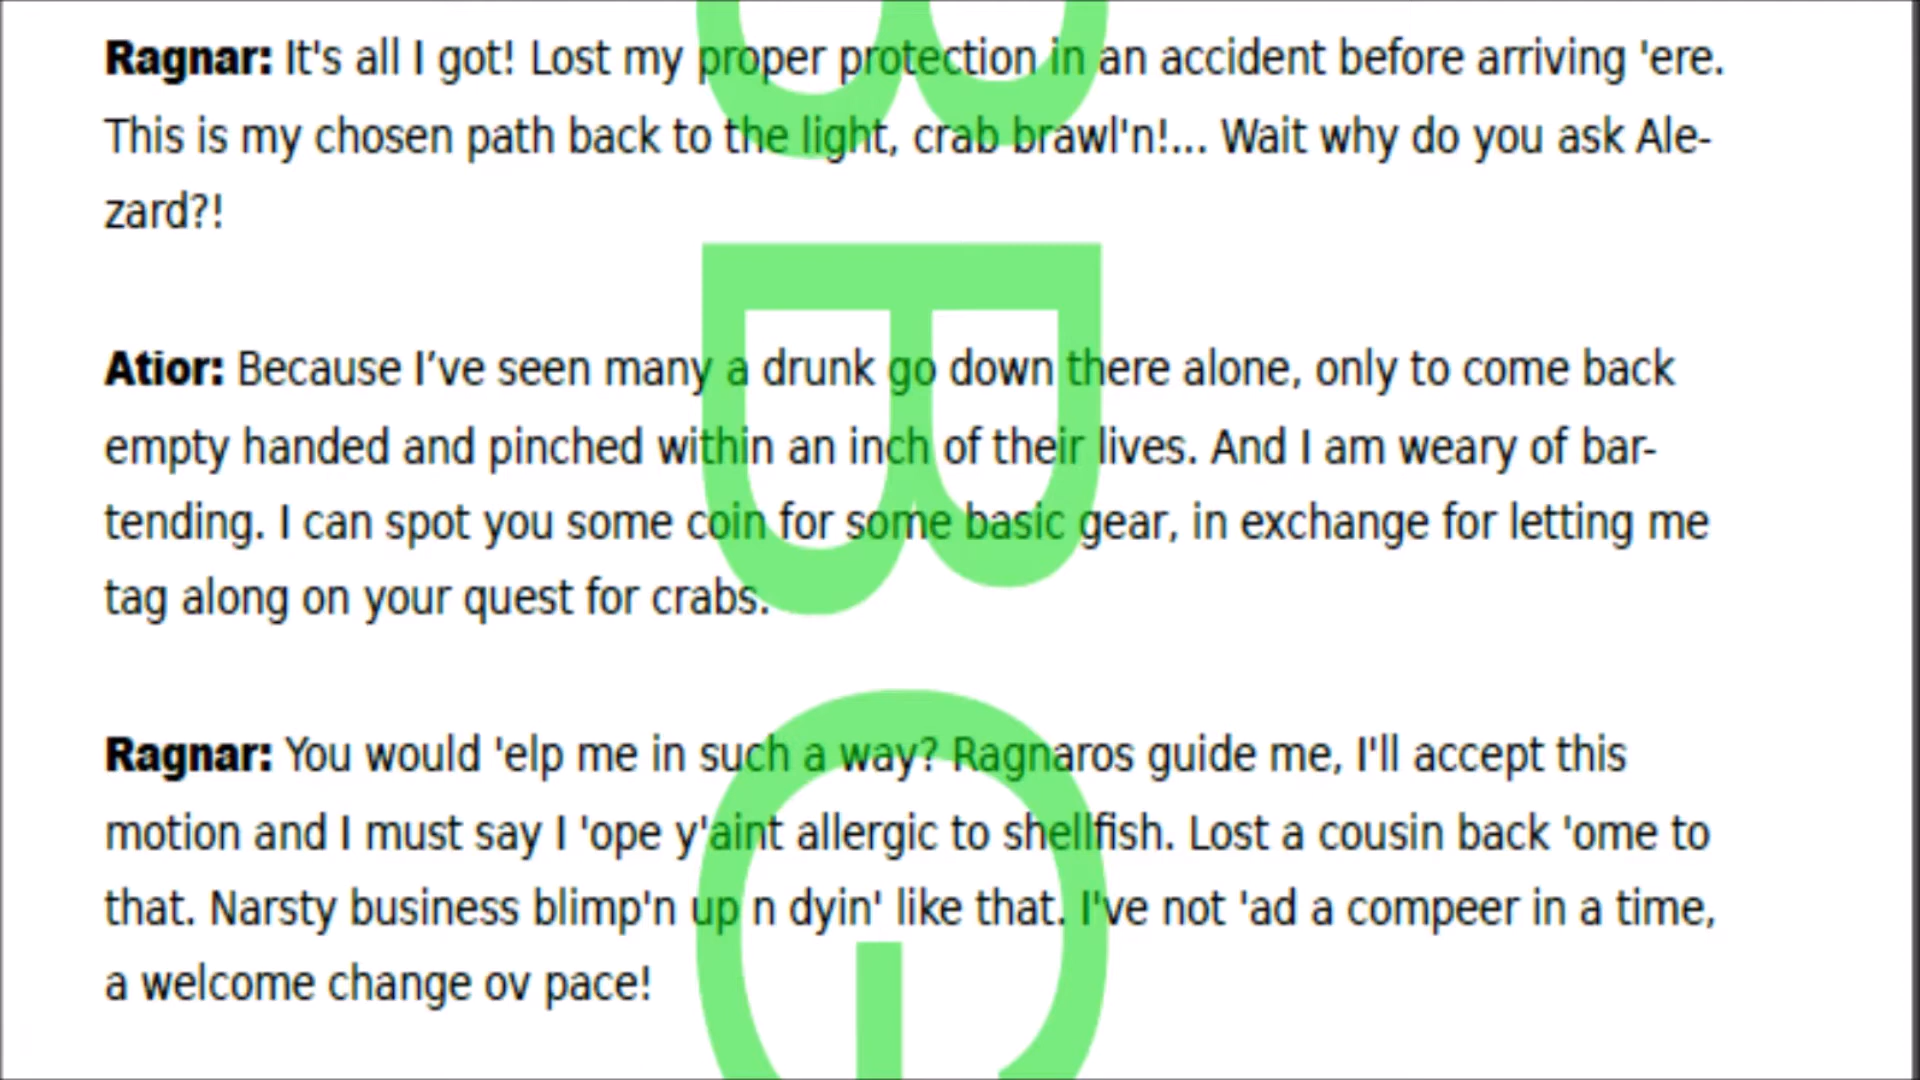 Ragnar: It's all I got! Lost my proper protection in an accident before arriving 'ere.
This is my chosen path back to the light, crab brawl'n!... Wait why do you ask Ale-
zard?!
Atior: Because I’ve seen many a drunk go down there alone, only to come back
empty handed and pinched within an inch of their lives. And I am weary of bar-
tending. I can spot you some coin for some basic gear, in exchange for letting me
tag along on your quest for crabs.
Ragnar: You would 'elp me in such a way? Ragnaros guide me, I'll accept this
motion and I must say I 'ope y'aint allergic to shellfish. Lost a cousin back 'ome to
that. Narsty business blimp'n up n dyin' like that. I've not 'ad a compeer in a time,
a welcome change ov pace!
B
B
G